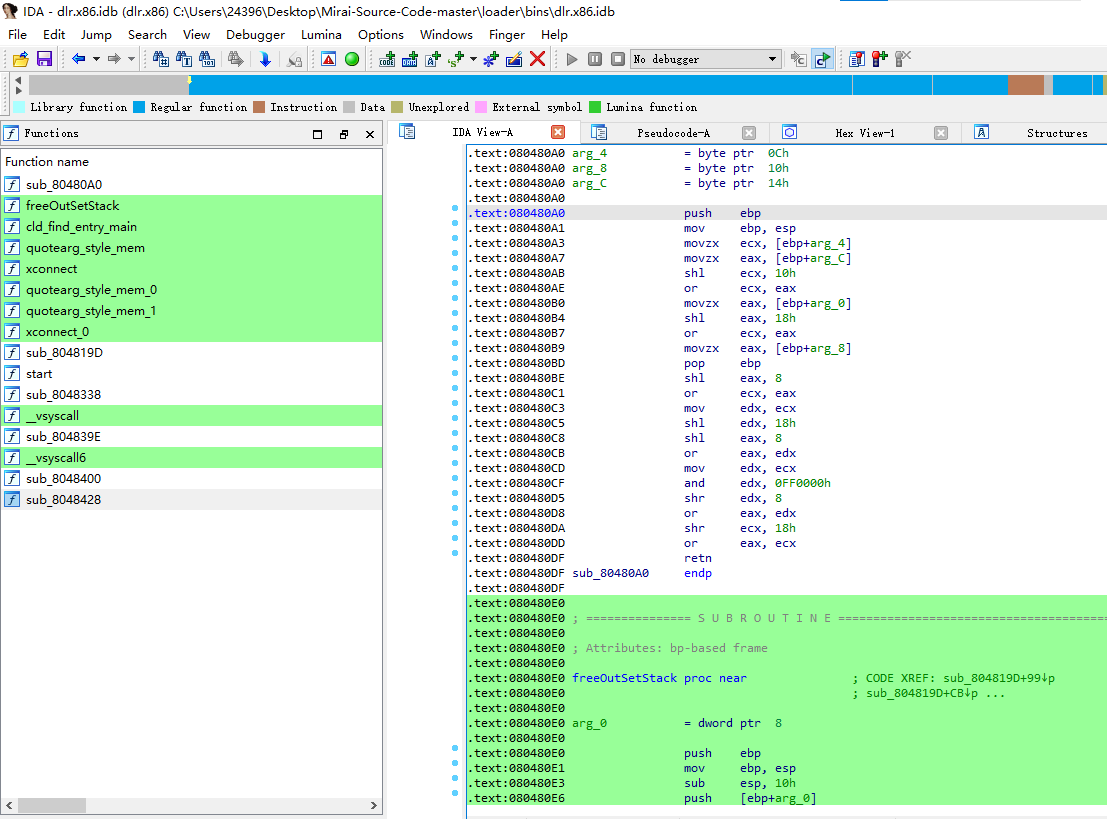 IDA - dlr.x86.idb (dlr.x86) C:\Users\24396\Desktop\Mirai-Source-Code-master\loader\bins\dlr.x86.idb
File Edit Jump Search View Debugger Lumina Options Windows Finger Help
No debugger
Library function Regular function Instruction Data Unexplored External symbol Lumina function
Functions
IDA View-A Pseudocode-A Hex View-1 Structures
Function name
sub_80480A0
freeOutSetStack
cld_find_entry_main
quotearg_style_mem
xconnect
quotearg_style_mem_0
quotearg_style_mem_1
xconnect_0
sub_804819D
start
sub_8048338
__vsyscall
sub_804839E
__vsyscall6
sub_8048400
sub_8048428
.text:080480A0 arg_4 = byte ptr 0Ch
.text:080480A0 arg_8 = byte ptr 10h
.text:080480A0 arg_C = byte ptr 14h
.text:080480A0
.text:080480A0 push ebp
.text:080480A1 mov ebp, esp
.text:080480A3 movzx ecx, [ebp+arg_4]
.text:080480A7 movzx eax, [ebp+arg_C]
.text:080480AB shl ecx, 10h
.text:080480AE or ecx, eax
.text:080480B0 movzx eax, [ebp+arg_0]
.text:080480B4 shl eax, 18h
.text:080480B7 or ecx, eax
.text:080480B9 movzx eax, [ebp+arg_8]
.text:080480BD pop ebp
.text:080480BE shl eax, 8
.text:080480C1 or ecx, eax
.text:080480C3 mov edx, ecx
.text:080480C5 shl edx, 18h
.text:080480C8 shl eax, 8
.text:080480CB or eax, edx
.text:080480CD mov edx, ecx
.text:080480CF and edx, 0FF0000h
.text:080480D5 shr edx, 8
.text:080480D8 or eax, edx
.text:080480DA shr ecx, 18h
.text:080480DD or eax, ecx
.text:080480DF retn
.text:080480DF sub_80480A0 endp
.text:080480DF
.text:080480E0
.text:080480E0 ; =============== S U B R O U T I N E =======================================
.text:080480E0
.text:080480E0 ; Attributes: bp-based frame
.text:080480E0
.text:080480E0 freeOutSetStack proc near ; CODE XREF: sub_804819D+99↓p
.text:080480E0 ; sub_804819D+CB↓p ...
.text:080480E0
.text:080480E0 arg_0 = dword ptr 8
.text:080480E0
.text:080480E0 push ebp
.text:080480E1 mov ebp, esp
.text:080480E3 sub esp, 10h
.text:080480E6 push [ebp+arg_0]